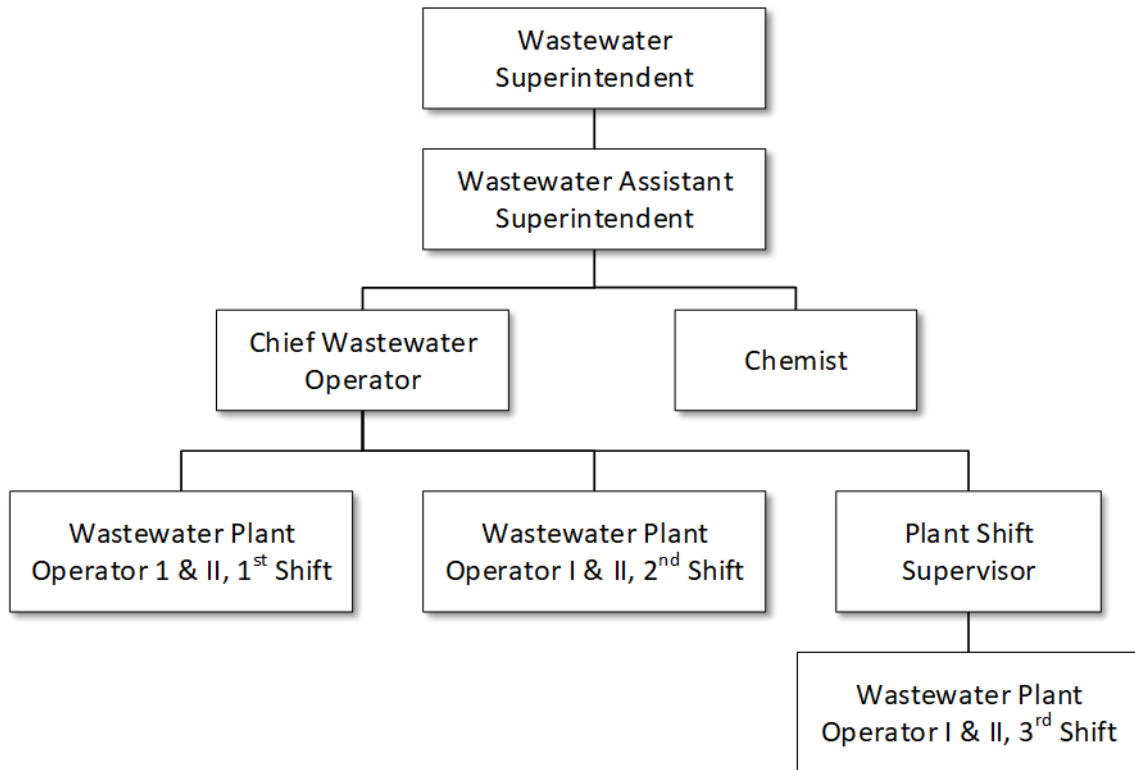 Wastewater
Superintendent
Wastewater Assistant
Superintendent
Chief Wastewater
Operator
Chemist
Wastewater Plant
Operator 1 & II, 1st Shift
Wastewater Plant
Operator I & II, 2nd Shift
Plant Shift
Supervisor
Wastewater Plant
Operator I & II, 3rd Shift